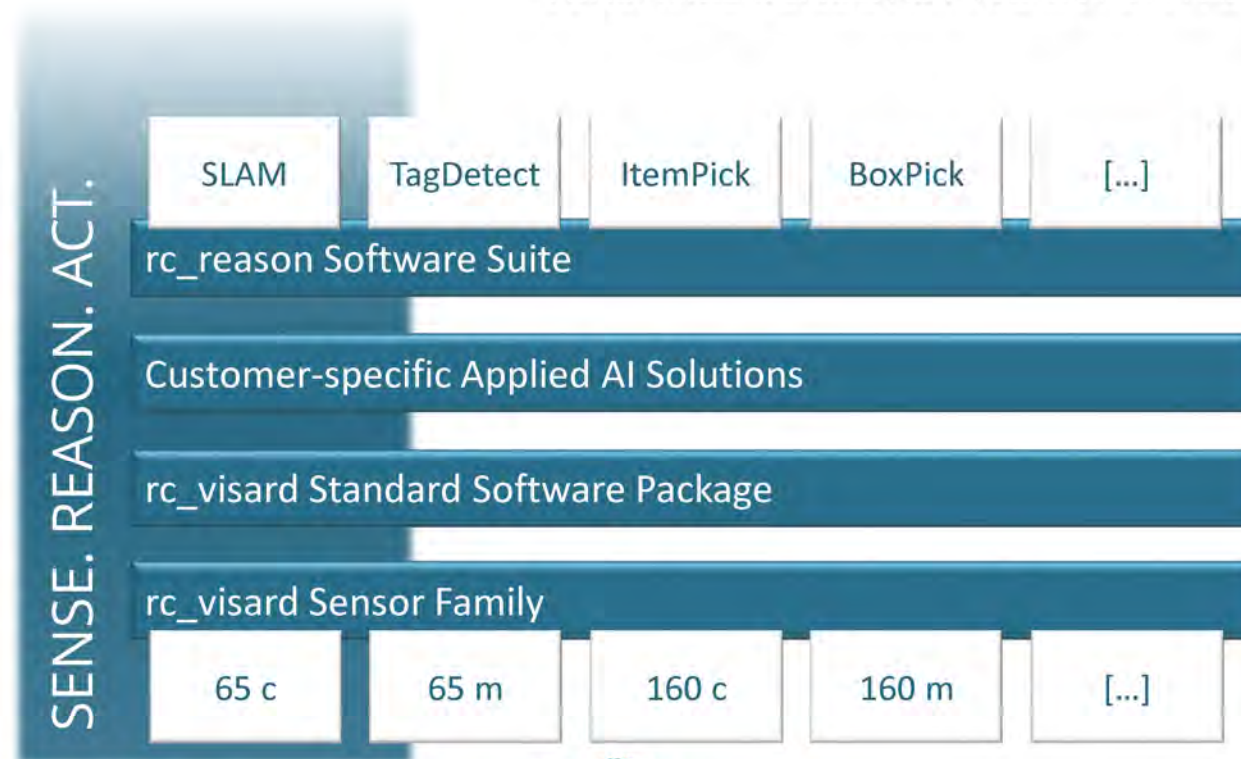 SENSE. REASON. ACT.
SLAM
TagDetect
ItemPick
BoxPick
[...]
rc_reason Software Suite
Customer-specific Applied AI Solutions
rc_visard Standard Software Package
rc_visard Sensor Family
65 c
65 m
160 c
160 m
[...]